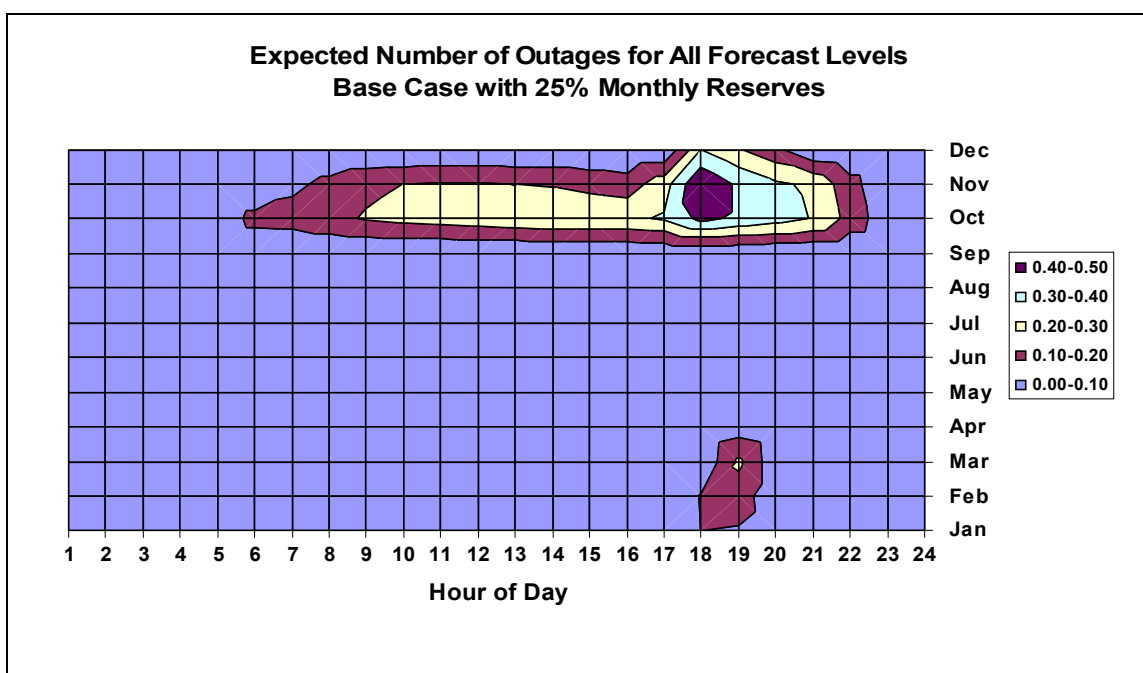 Expected Number of Outages for All Forecast Levels
Base Case with 25% Monthly Reserves
Dec
Nov
Oct
Sep
Aug
Jul
Jun
May
Apr
Mar
Feb
Jan
0.40-0.50
0.30-0.40
0.20-0.30
0.10-0.20
0.00-0.10
1 2 3 4 5 6 7 8 9 10 11 12 13 14 15 16 17 18 19 20 21 22 23 24
Hour of Day